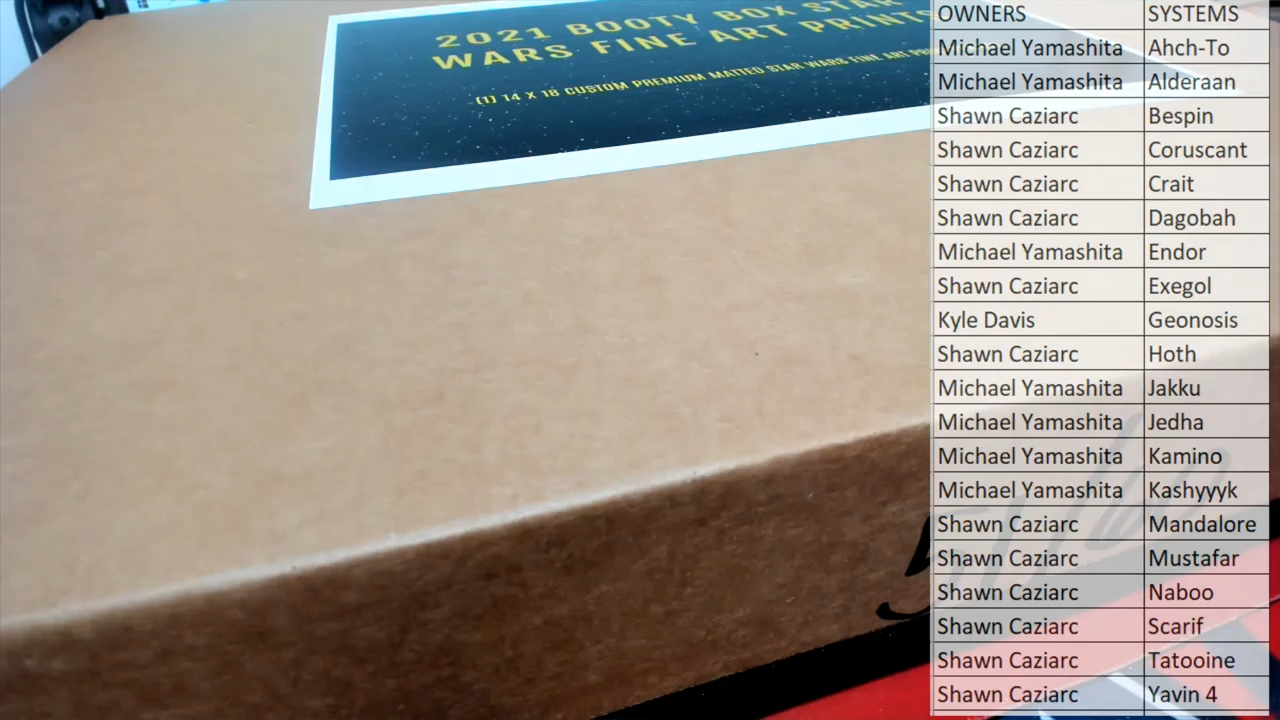 2021 BOOTY BOX STAR
WARS FINE ART PRINTS
(1) 14 X 18 CUSTOM PREMIUM MATTED STAR WARS FINE ART
OWNERS SYSTEMS
Michael Yamashita Ahch-To
Michael Yamashita Alderaan
Shawn Caziarc Bespin
Shawn Caziarc Coruscant
Shawn Caziarc Crait
Shawn Caziarc Dagobah
Michael Yamashita Endor
Shawn Caziarc Exegol
Kyle Davis Geonosis
Shawn Caziarc Hoth
Michael Yamashita Jakku
Michael Yamashita Jedha
Michael Yamashita Kamino
Michael Yamashita Kashyyyk
Shawn Caziarc Mandalore
Shawn Caziarc Mustafar
Shawn Caziarc Naboo
Shawn Caziarc Scarif
Shawn Caziarc Tatooine
Shawn Caziarc Yavin 4